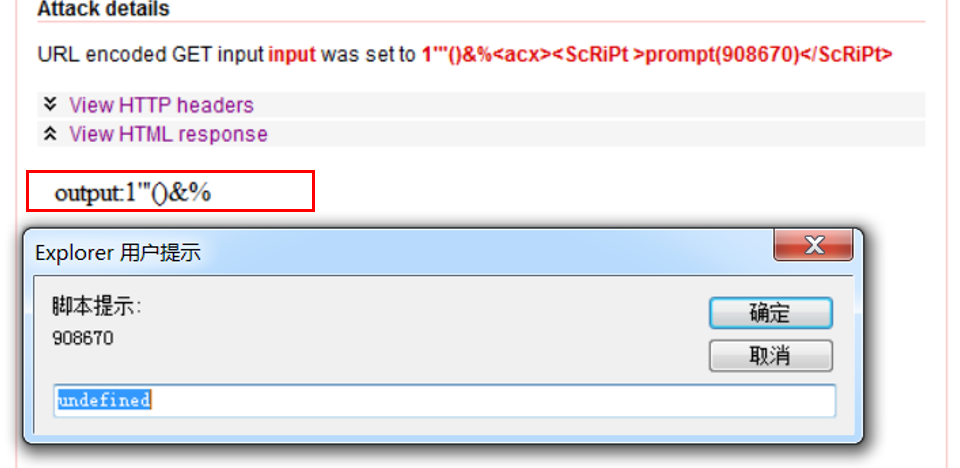 Attack details
URL encoded GET input input was set to 1'"()&%<acx><ScRiPt >prompt(908670)</ScRiPt>
View HTTP headers
View HTML response
output:1'"()&%
Explorer 用户提示
脚本提示:
908670
确定
取消
undefined